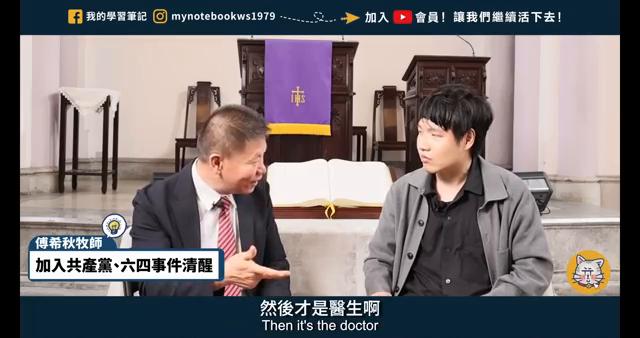 我的學習筆記 mynotebookws1979 加入 會員！讓我們繼續活下去！
IHS
傅希秋牧師
加入共產黨、六四事件清醒
然後才是醫生啊
Then it's the doctor